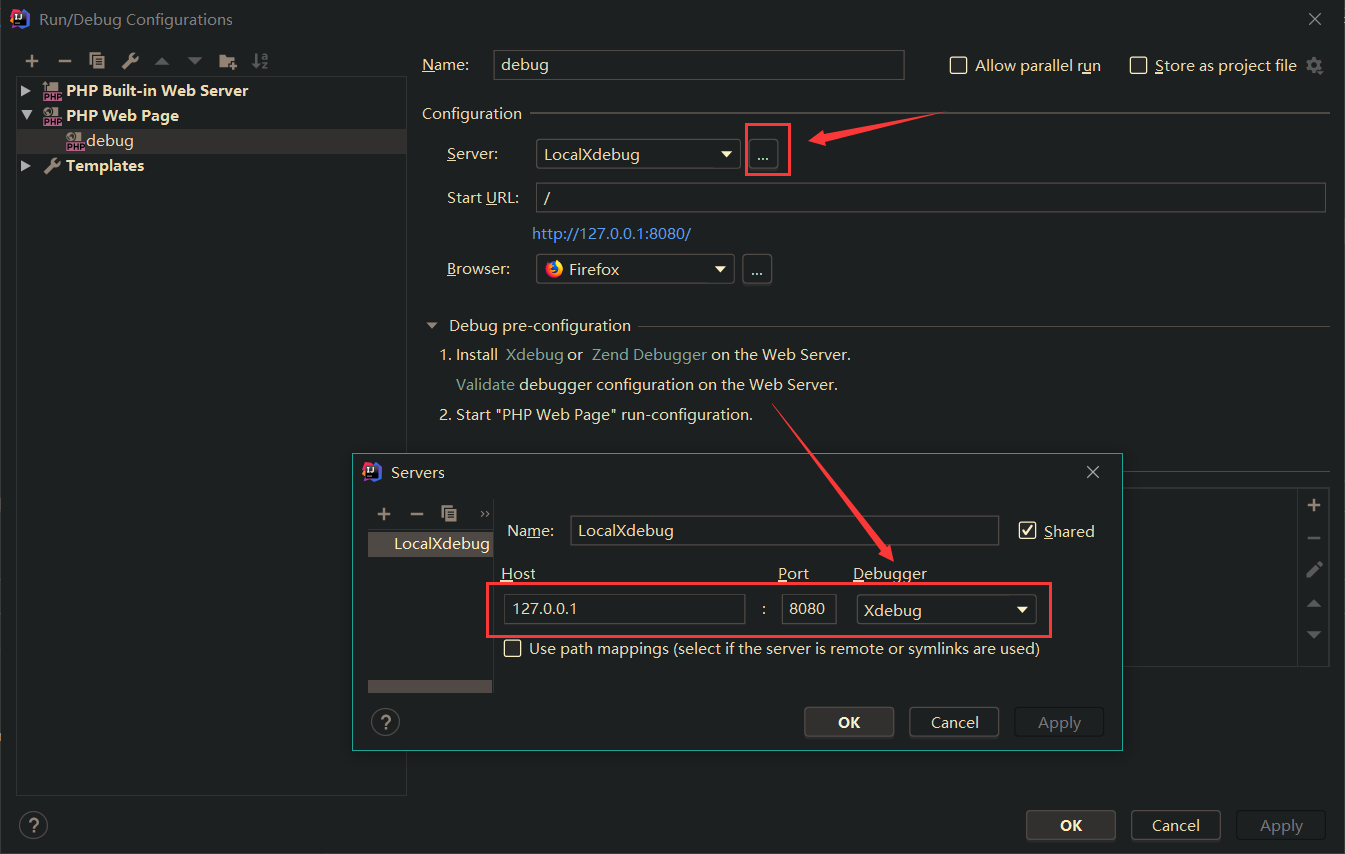 Run/Debug Configurations
PHP Built-in Web Server
PHP Web Page
debug
Templates
Name: debug Allow parallel run Store as project file
Configuration
Server: LocalXdebug ...
Start URL: /
http://127.0.0.1:8080/
Browser: Firefox ...
Debug pre-configuration
1. Install Xdebug or Zend Debugger on the Web Server.
Validate debugger configuration on the Web Server.
2. Start "PHP Web Page" run-configuration.
Servers
LocalXdebug
Name: LocalXdebug Shared
Host Port Debugger
127.0.0.1 : 8080 Xdebug
Use path mappings (select if the server is remote or symlinks are used)
? OK Cancel Apply
? OK Cancel Apply